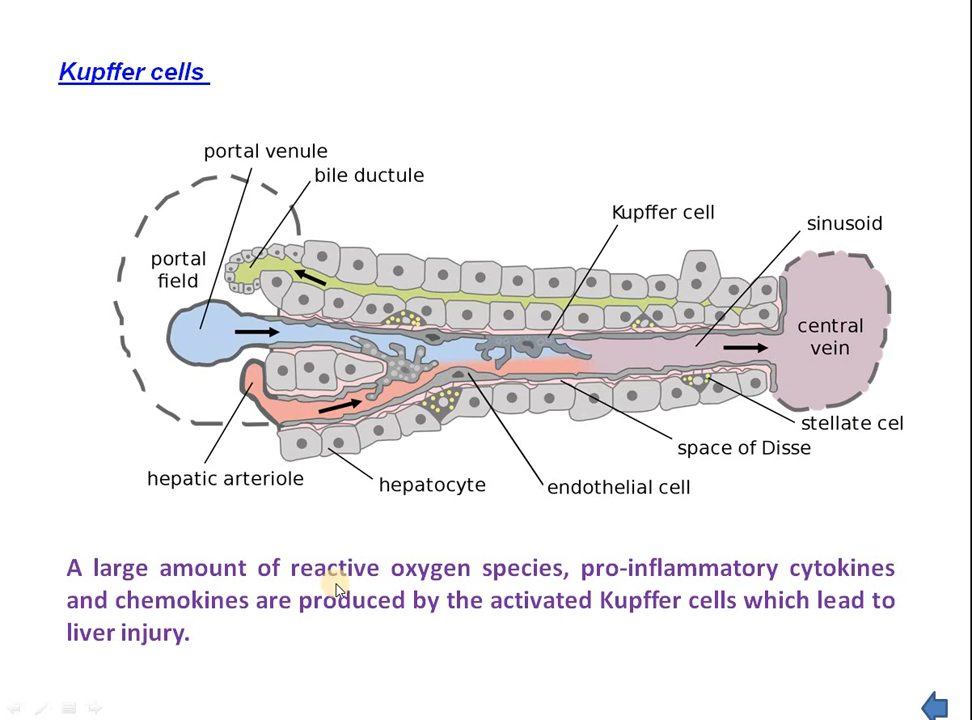 Kupffer cells
portal venule
bile ductule
Kupffer cell
sinusoid
portal
field
central
vein
stellate cel
space of Disse
hepatic arteriole
hepatocyte
endothelial cell
A large amount of reactive oxygen species, pro-inflammatory cytokines
and chemokines are produced by the activated Kupffer cells which lead to
liver injury.